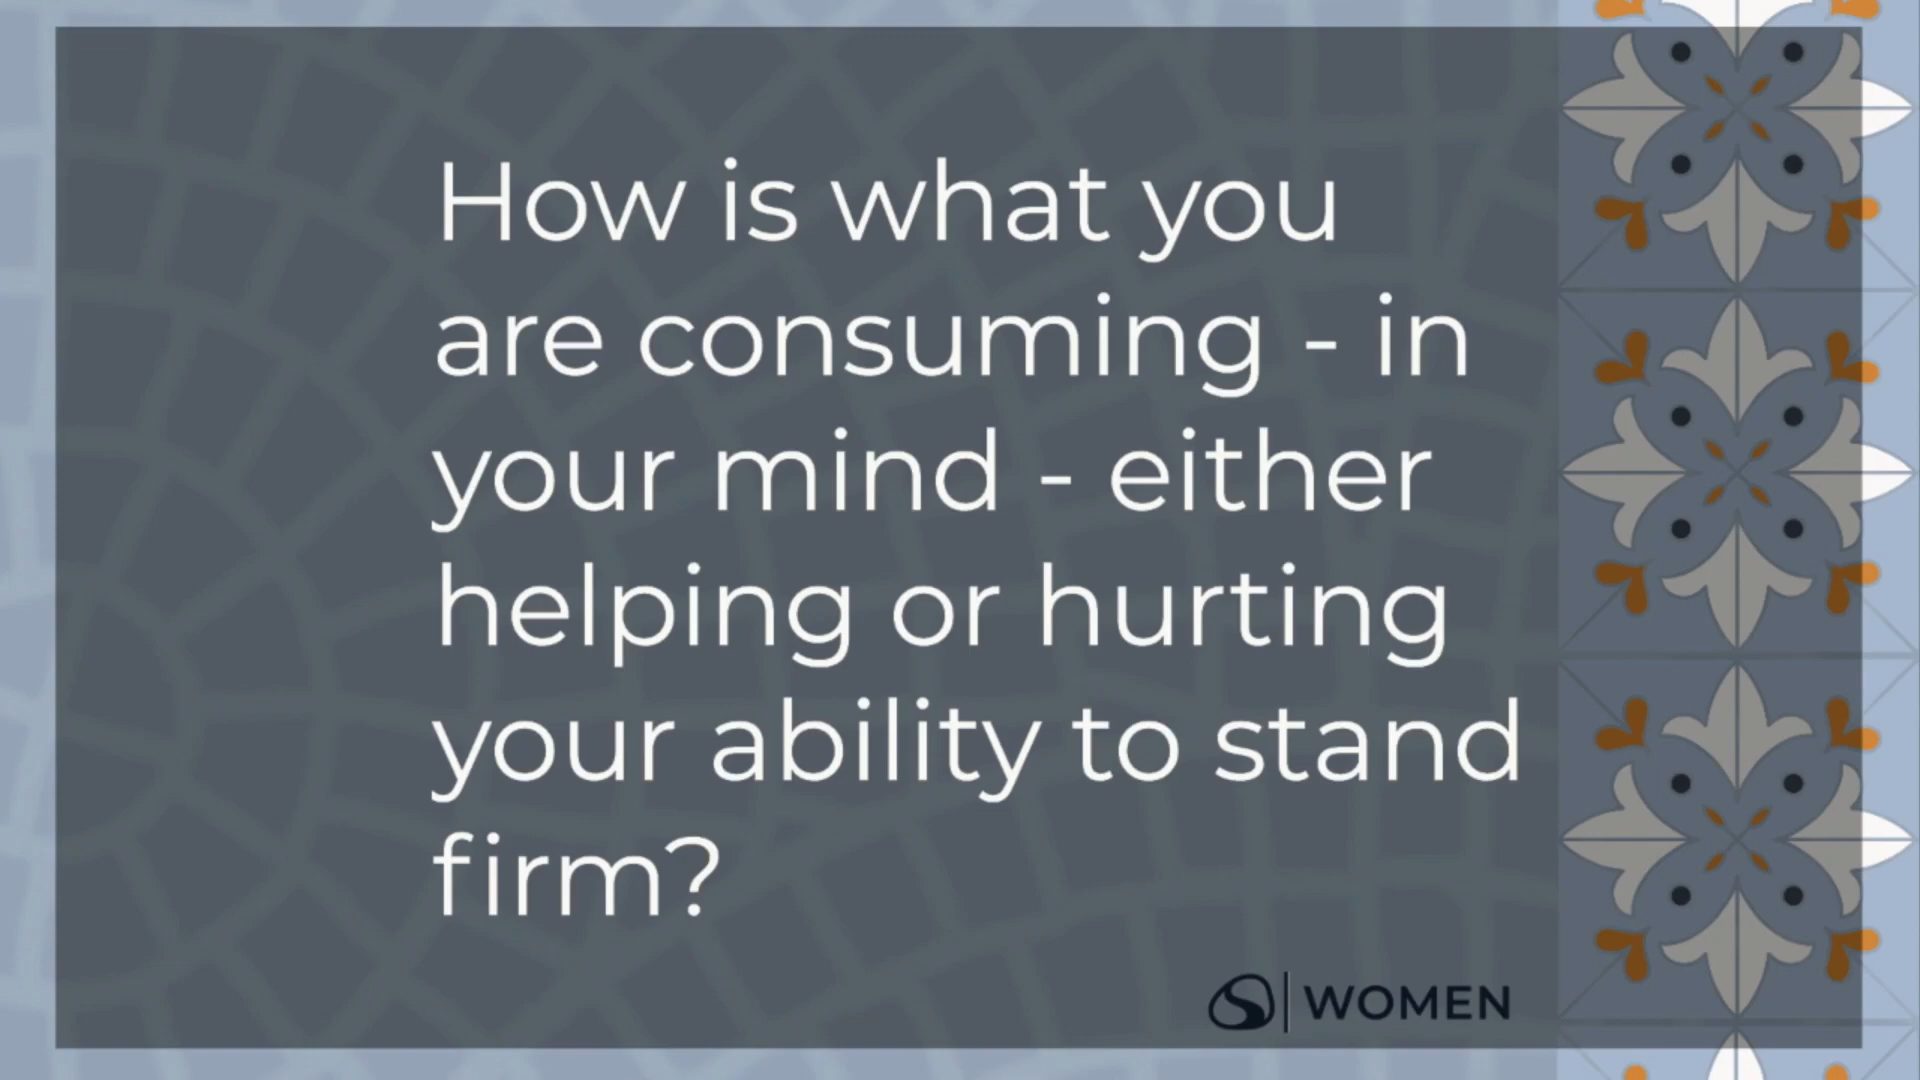 How is what you
are consuming - in
your mind - either
helping or hurting
your ability to stand
firm?
WOMEN